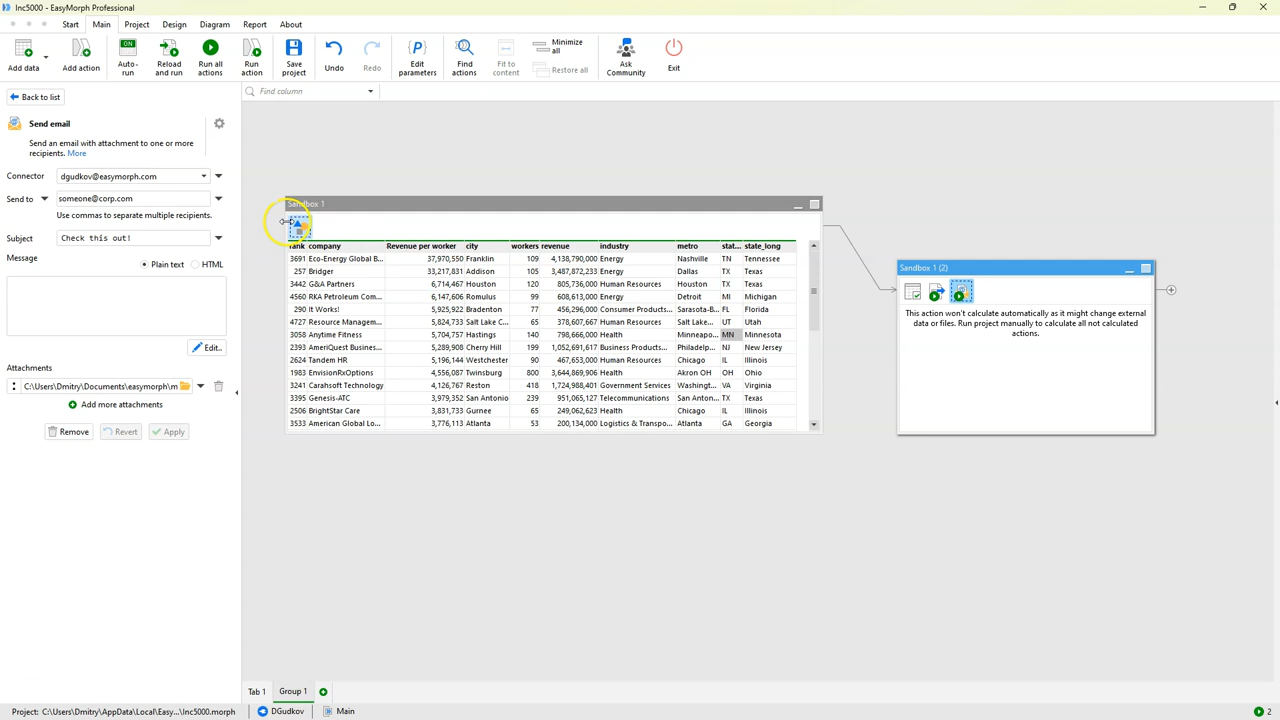 Inc5000 - EasyMorph Professional
Start Main Project Design Diagram Report About
Add data
Add action
ON
Auto-run
Reload and run
Run all actions
Run action
Save project
Undo
Redo
Edit parameters
Find actions
Fit to content
Minimize all
Restore all
Ask Community
Exit
Back to list
Find column
Send email
Send an email with attachment to one or more
recipients. More
Connector dgudkov@easymorph.com
Send to someone@corp.com
Use commas to separate multiple recipients.
Subject Check this out!
Message Plain text HTML
Edit..
Attachments
C:\Users\Dmitry\Documents\easymorph\m
Add more attachments
Remove Revert Apply
Sandbox 1
rank company Revenue per worker city workers revenue industry metro stat... state_long
3691 Eco-Energy Global B... 37,970,550 Franklin 109 4,138,790,000 Energy Nashville TN Tennessee
257 Bridger 33,217,831 Addison 105 3,487,872,233 Energy Dallas TX Texas
3442 G&A Partners 6,714,467 Houston 120 805,736,000 Human Resources Houston TX Texas
4560 RKA Petroleum Com... 6,147,606 Romulus 99 608,613,000 Energy Detroit MI Michigan
290 It Works! 5,925,922 Bradenton 77 456,296,000 Consumer Products... Sarasota-B... FL Florida
4727 Resource Managem... 5,824,733 Salt Lake C... 65 378,607,667 Human Resources Salt Lake... UT Utah
3058 Anytime Fitness 5,704,757 Hastings 140 798,666,000 Health Minneapo... MN Minnesota
2393 AmeriQuest Busines... 5,289,908 Cherry Hill 199 1,052,691,617 Business Products... Philadelp... NJ New Jersey
2624 Tandem HR 5,196,144 Westchester 90 467,653,000 Human Resources Chicago IL Illinois
1983 EnvisionRxOptions 4,556,087 Twinsburg 800 3,644,869,906 Health Akron OH OH Ohio
3241 Carahsoft Technology 4,126,767 Reston 418 1,724,988,401 Government Services Washingt... VA Virginia
3395 Genesis-ATC 3,979,352 San Anton... 239 951,065,132 Telecommunications San Anton... TX Texas
2506 BrightStar Care 3,831,733 Gurnee 65 249,062,623 Health Chicago IL Illinois
3533 American Global Lo... 3,776,113 Atlanta 53 200,134,000 Logistics & Transpo... Atlanta GA Georgia
Sandbox 1 (2)
This action won't calculate automatically as it might change external
data or files. Run project manually to calculate all not calculated
actions.
Tab 1 Group 1
Project: C:\Users\Dmitry\AppData\Local\Easy...\Inc5000.morph DGudkov Main 2